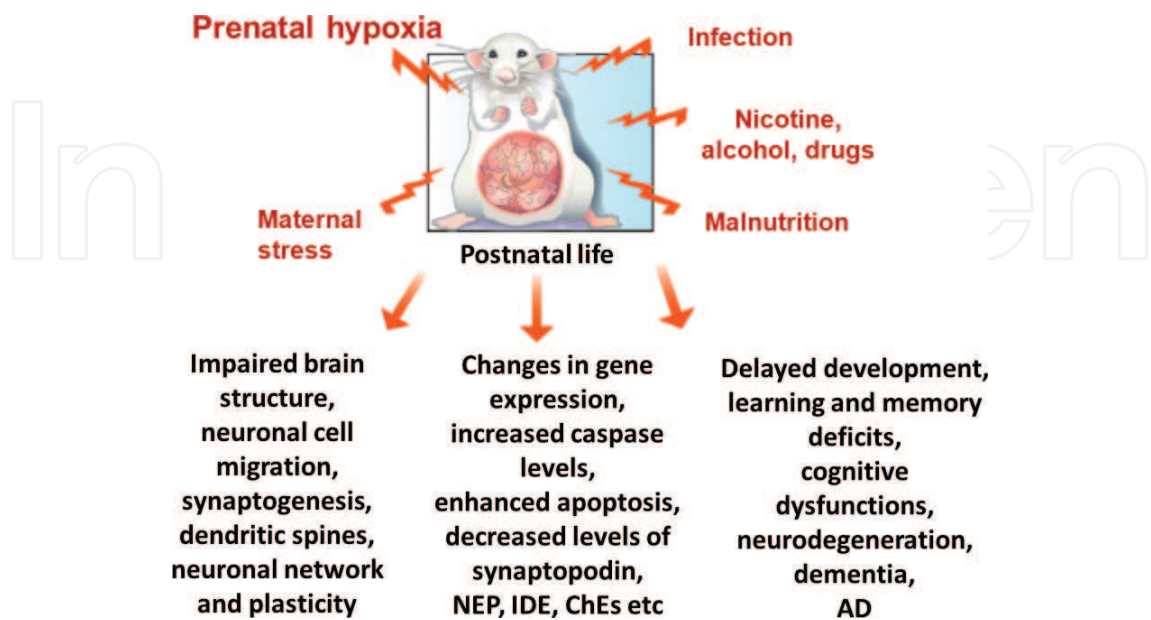 Prenatal hypoxia
Infection
Nicotine,
alcohol, drugs
Maternal
stress
Malnutrition
Postnatal life
Impaired brain
structure,
neuronal cell
migration,
synaptogenesis,
dendritic spines,
neuronal network
and plasticity
Changes in gene
expression,
increased caspase
levels,
enhanced apoptosis,
decreased levels of
synaptopodin,
NEP, IDE, ChEs etc
Delayed development,
learning and memory
deficits,
cognitive
dysfunctions,
neurodegeneration,
dementia,
AD
In
en